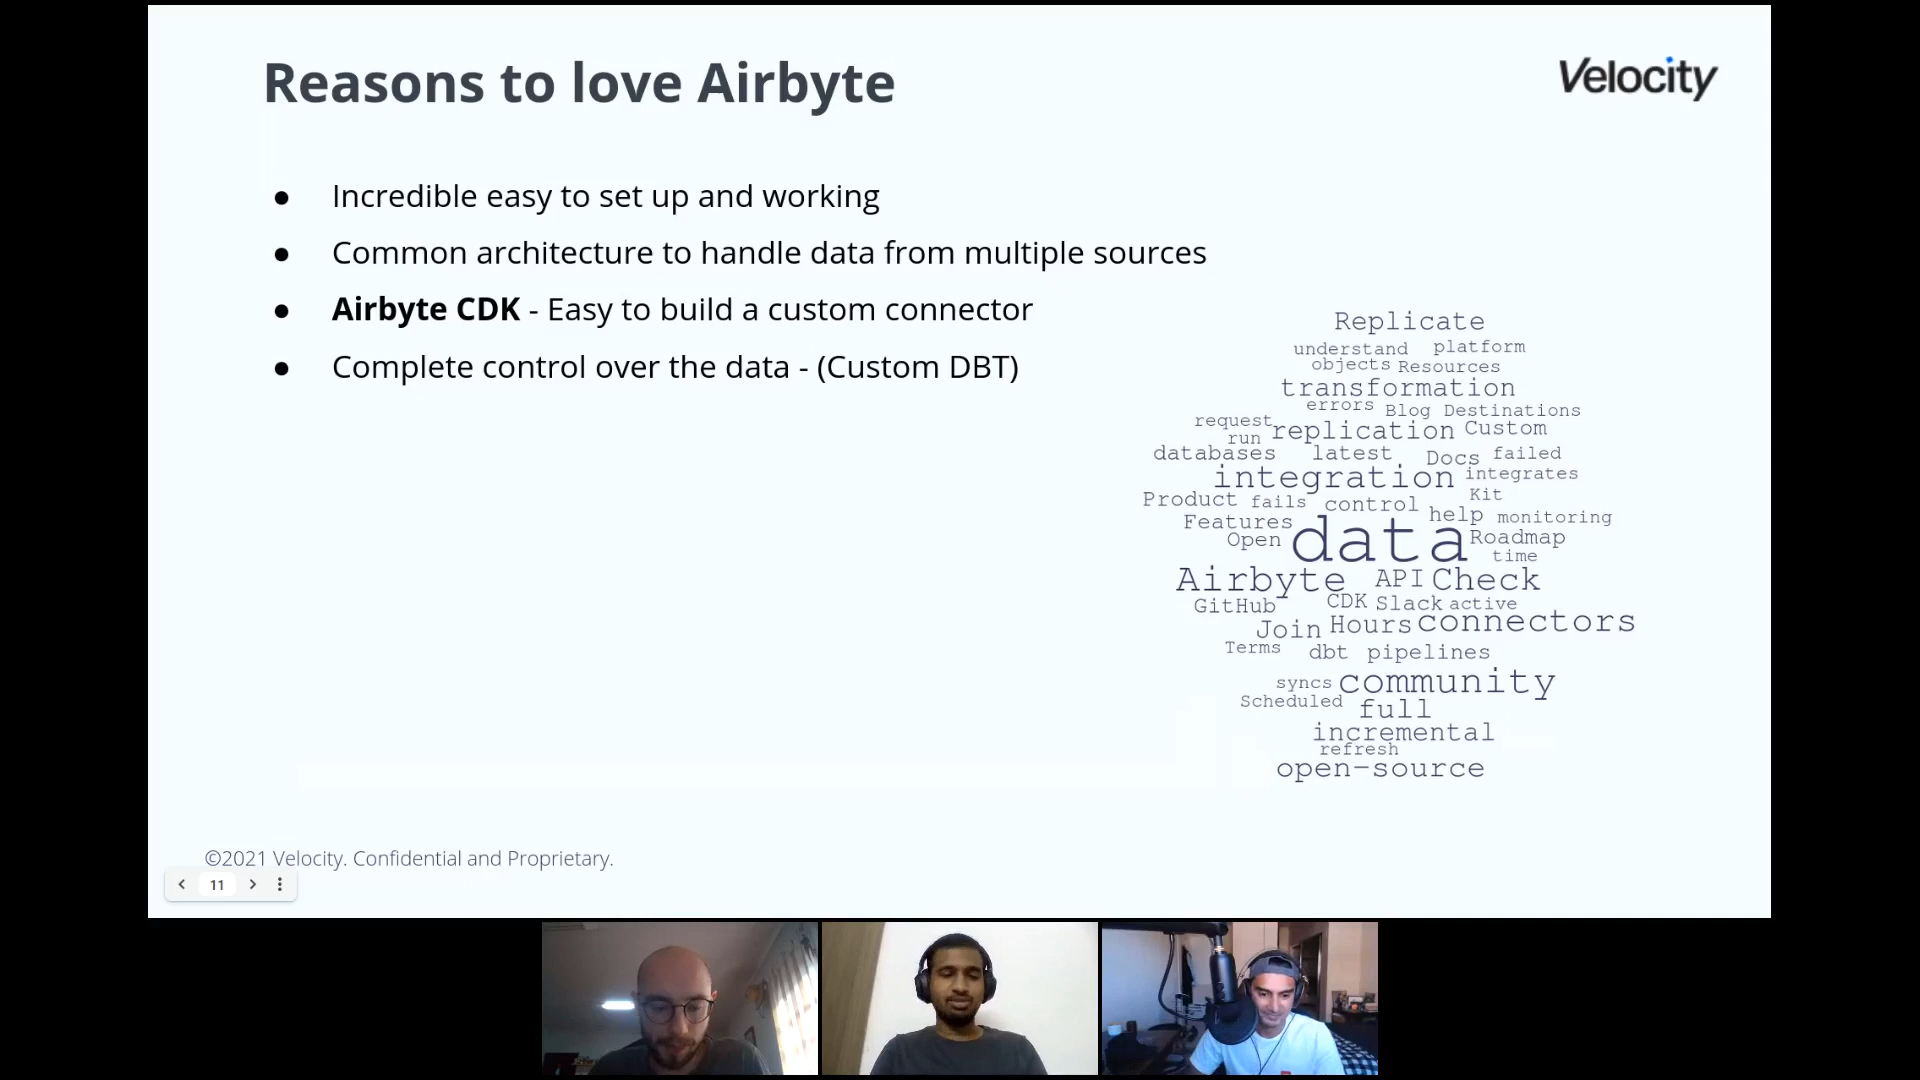 Reasons to love Airbyte
Velocity
● Incredible easy to set up and working
● Common architecture to handle data from multiple sources
● Airbyte CDK - Easy to build a custom connector
● Complete control over the data - (Custom DBT)
Replicate
understand platform
objects Resources
transformation
errors Blog Destinations
request
replication Custom
run
databases latest Docs failed
integration integrates
Product fails control Kit
Features help monitoring
Open data Roadmap
time
Airbyte API Check
GitHub CDK Slack active
Join Hours connectors
Terms dbt pipelines
syncs community
Scheduled full
incremental
refresh
open-source
©2021 Velocity. Confidential and Proprietary.
11